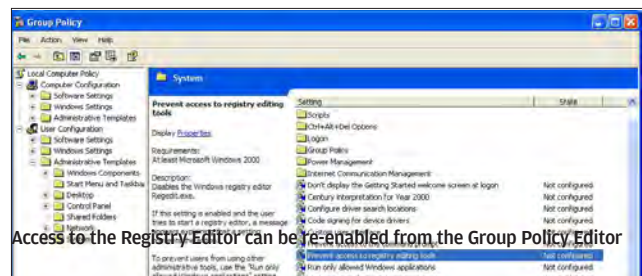 Group Policy
File Action View Help
Local Computer Policy
Computer Configuration
Software Settings
Windows Settings
Administrative Templates
User Configuration
Software Settings
Windows Settings
Administrative Templates
Windows Components
Start Menu and Taskbar
Desktop
Control Panel
Shared Folders
Network
System
Prevent access to registry editing
tools
Display Properties
Requirements:
At least Microsoft Windows 2000
Description:
Disables the Windows registry editor
Regedit.exe.
If this setting is enabled and the user
tries to start a registry editor, a message
To prevent users from using other
administrative tools, use the "Run only
Setting State
Scripts
Ctrl+Alt+Del Options
Logon
Group Policy
Power Management
Internet Communication Management
Don't display the Getting Started welcome screen at logon Not configured
Century interpretation for Year 2000 Not configured
Configure driver search locations Not configured
Code signing for device drivers Not configured
Prevent access to registry editing tools Not configured
Run only allowed Windows applications Not configured
Access to the Registry Editor can be re-enabled from the Group Policy Editor